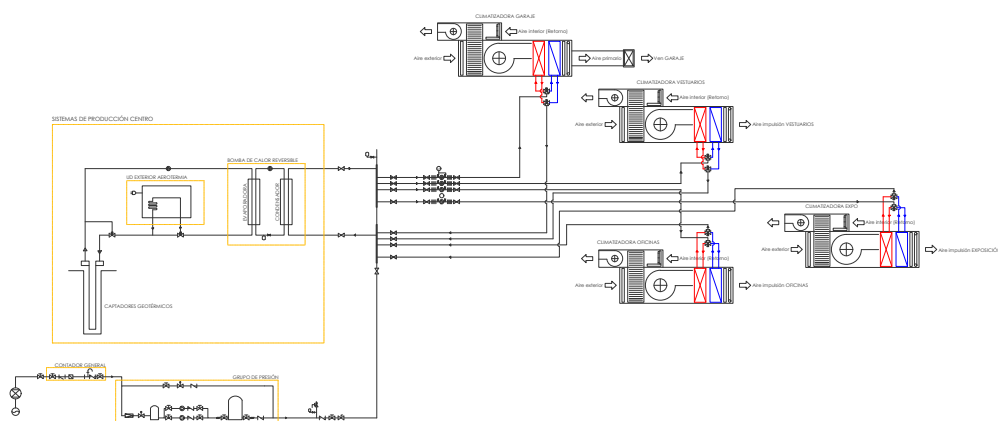 CLIMATIZADORA GARAJE
Aire interior (Retorno)
Aire exterior
Aire primario
Vien GARAJE
CLIMATIZADORA VESTUARIOS
Aire interior (Retorno)
Aire exterior
Aire impulsión VESTUARIOS
SISTEMAS DE PRODUCCIÓN CENTRO
BOMBA DE CALOR REVERSIBLE
UD EXTERIOR AEROTERMIA
EVAPORADORA
CONDENSADOR
CLIMATIZADORA EXPO
Aire interior (Retorno)
Aire exterior
Aire impulsión EXPOSICIÓN
CLIMATIZADORA OFICINAS
Aire interior (Retorno)
Aire exterior
Aire impulsión OFICINAS
CAPTADORES GEOTÉRMICOS
CONTADOR GENERAL
GRUPO DE PRESIÓN